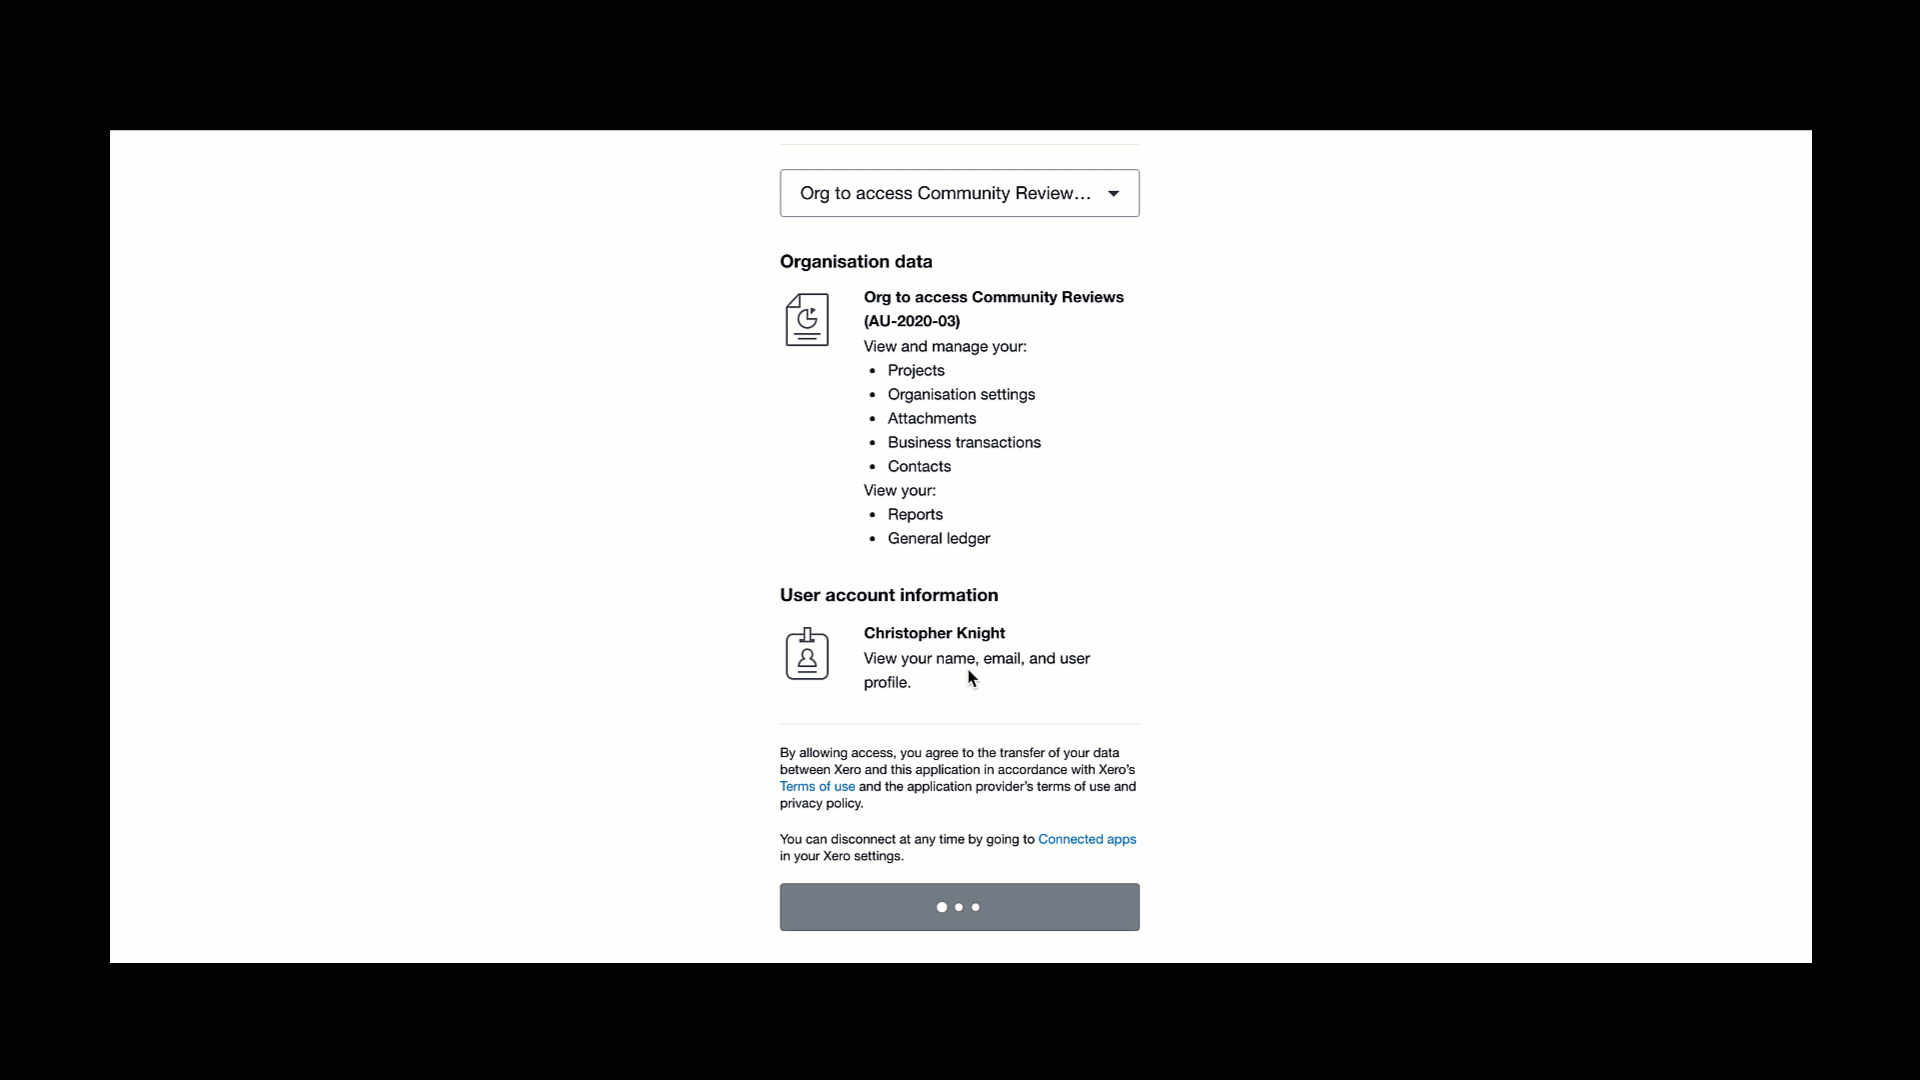 Org to access Community Review...
Organisation data
Org to access Community Reviews
(AU-2020-03)
View and manage your:
• Projects
• Organisation settings
• Attachments
• Business transactions
• Contacts
View your:
• Reports
• General ledger
User account information
Christopher Knight
View your name, email, and user
profile.
By allowing access, you agree to the transfer of your data
between Xero and this application in accordance with Xero's
Terms of use and the application provider's terms of use and
privacy policy.
You can disconnect at any time by going to Connected apps
in your Xero settings.